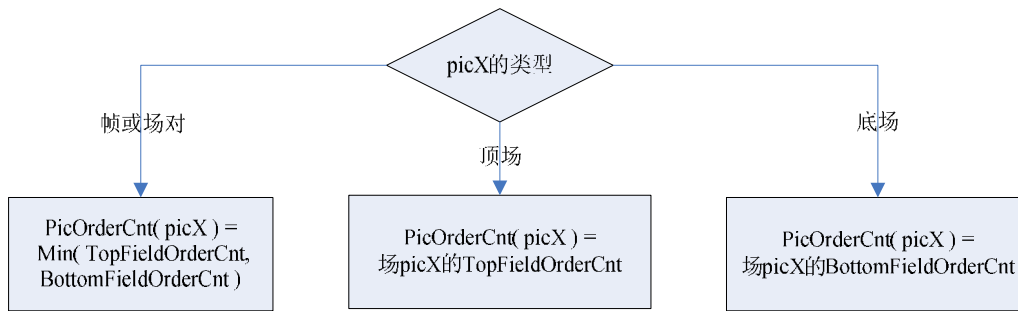 picX的类型
帧或场对
顶场
底场
PicOrderCnt( picX ) =
Min( TopFieldOrderCnt,
BottomFieldOrderCnt )
PicOrderCnt( picX ) =
场picX的TopFieldOrderCnt
PicOrderCnt( picX ) =
场picX的BottomFieldOrderCnt